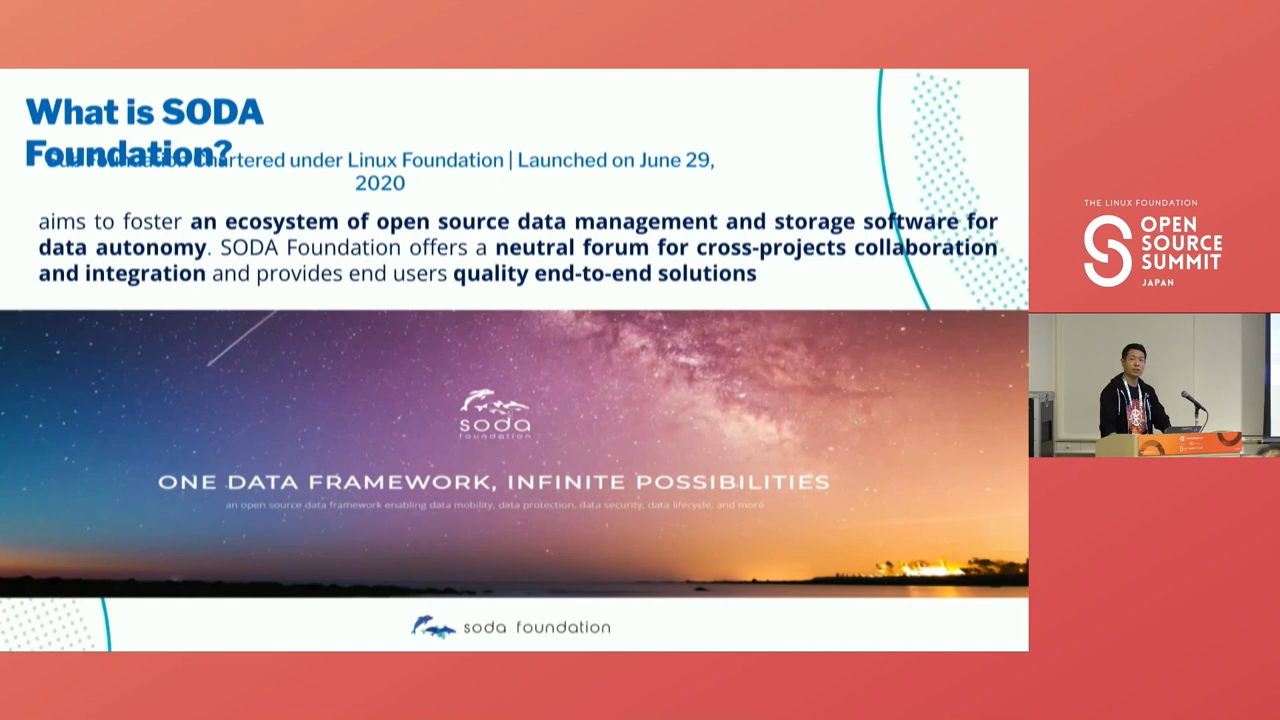 What is SODA
Foundation?
Sub Foundation Chartered under Linux Foundation | Launched on June 29,
2020
aims to foster an ecosystem of open source data management and storage software for
data autonomy. SODA Foundation offers a neutral forum for cross-projects collaboration
and integration and provides end users quality end-to-end solutions
soda
foundation
ONE DATA FRAMEWORK, INFINITE POSSIBILITIES
an open source data framework enabling data mobility, data protection, data security, data lifecycle, and more
soda foundation
THE LINUX FOUNDATION
OPEN
SOURCE
SUMMIT
JAPAN